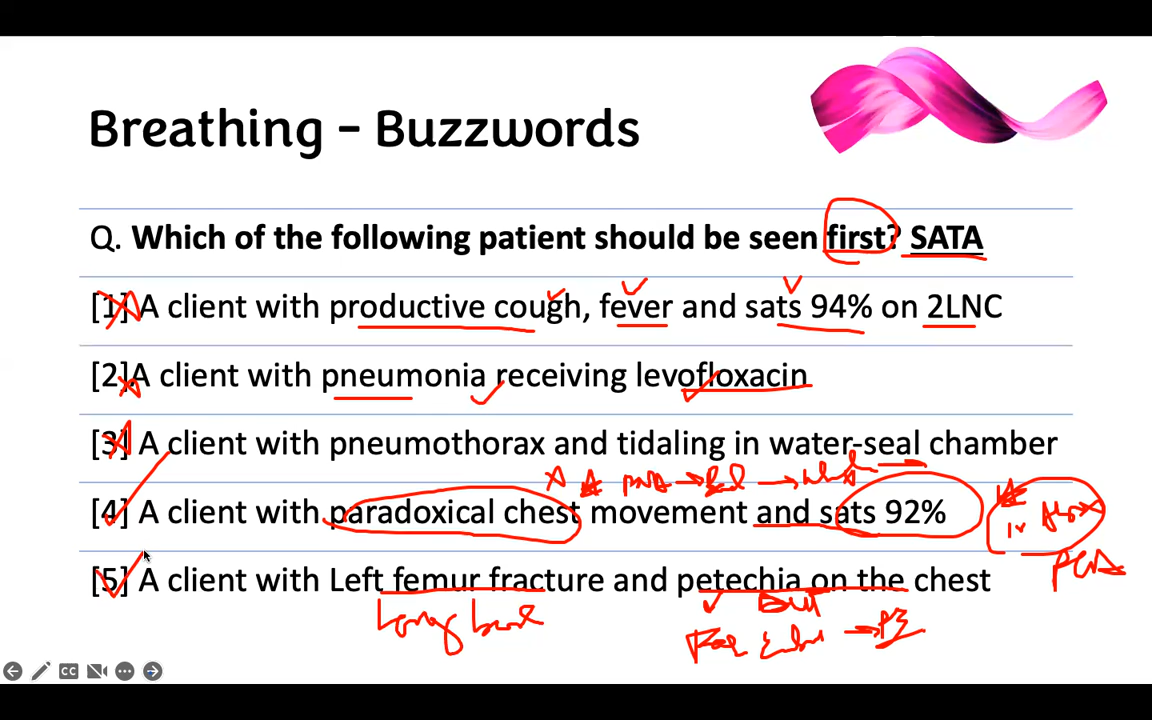 Breathing – Buzzwords
Q. Which of the following patient should be seen first? SATA
[1] A client with productive cough, fever and sats 94% on 2LNC
[2]A client with pneumonia receiving levofloxacin
[3] A client with pneumothorax and tidaling in water-seal chamber
[4] A client with paradoxical chest movement and sats 92%
[5] A client with Left femur fracture and petechia on the chest
Long bone
PE
CC